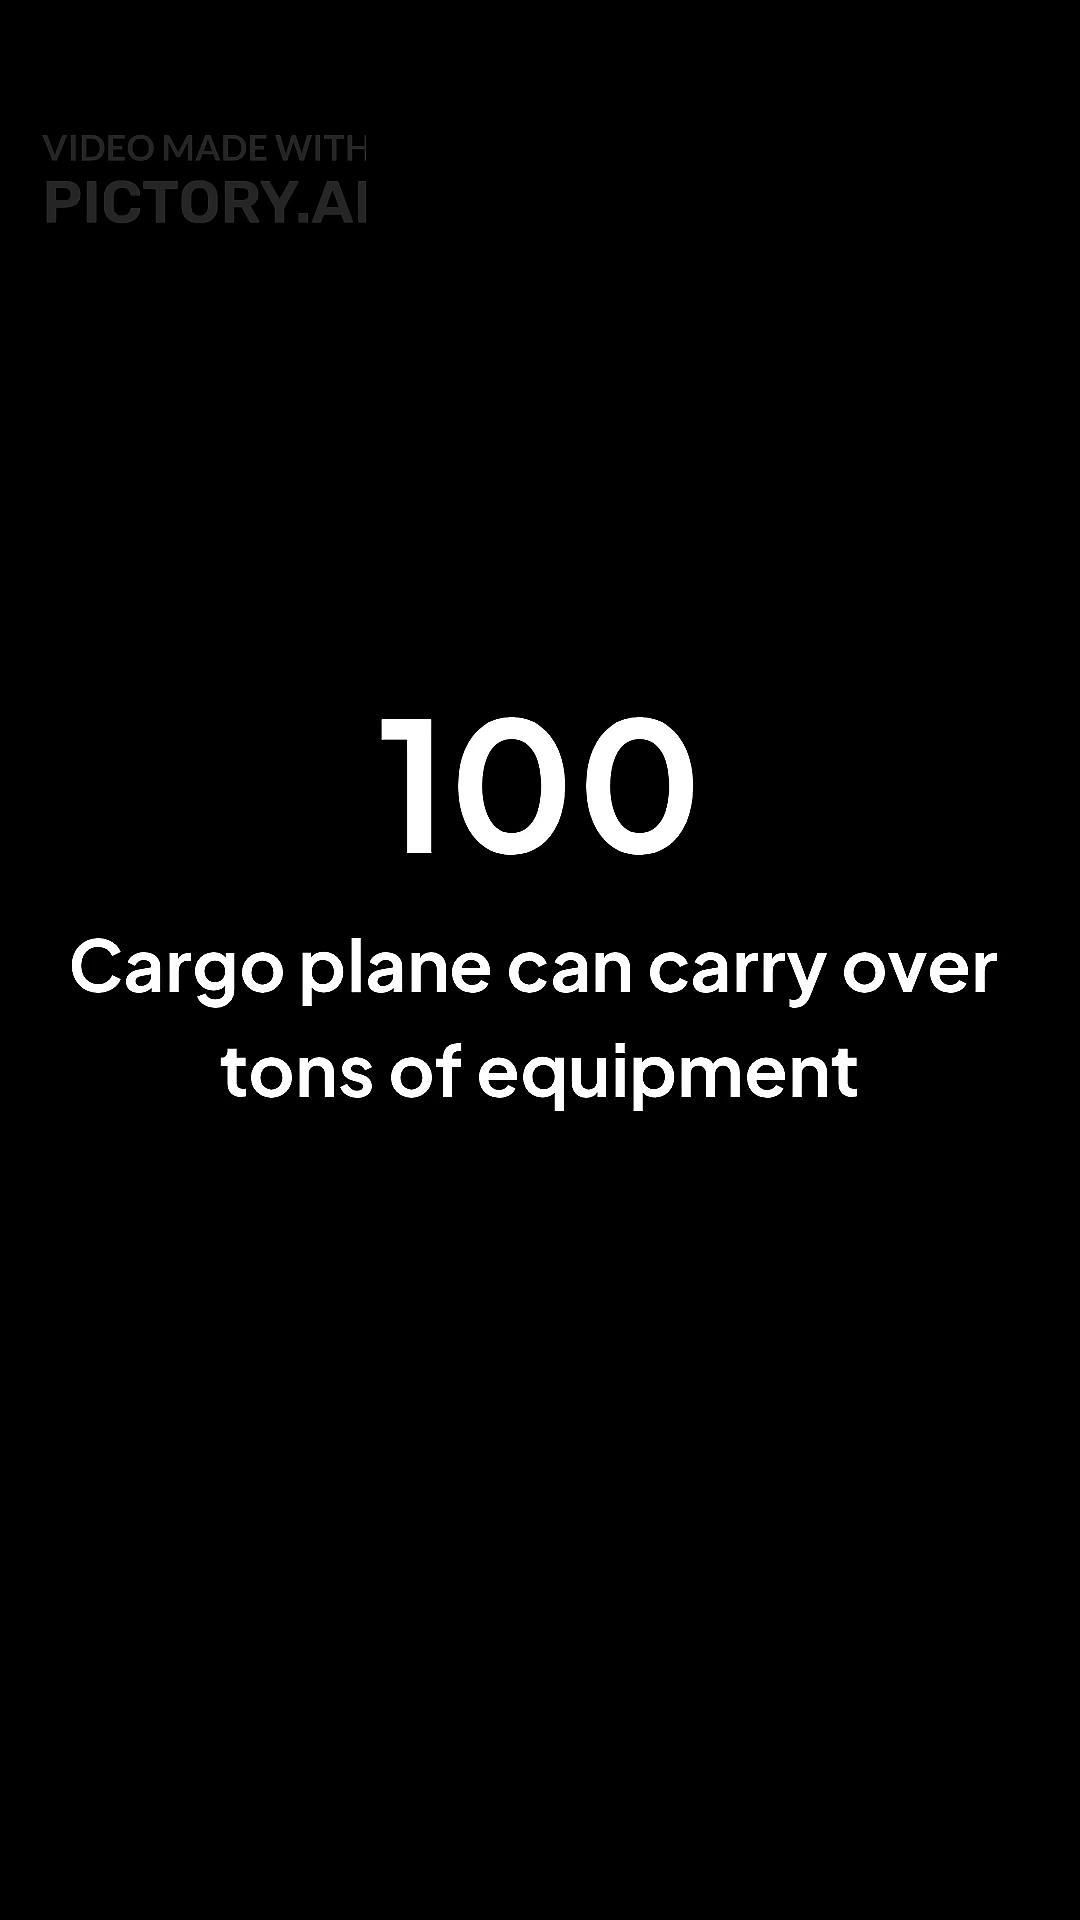 VIDEO MADE WITH
PICTORY.AI
100
Cargo plane can carry over
tons of equipment